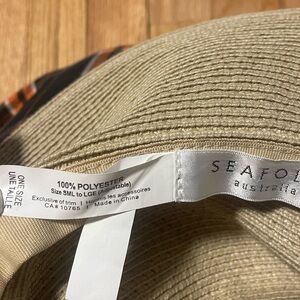 ONE SIZE
UNE TAILLE
100% POLYESTER
Size SML to LGE (Adjustable)
Exclusive of trim | Hormis les accessoires
CA# 10765 | Made in China
SEAFOL
australia